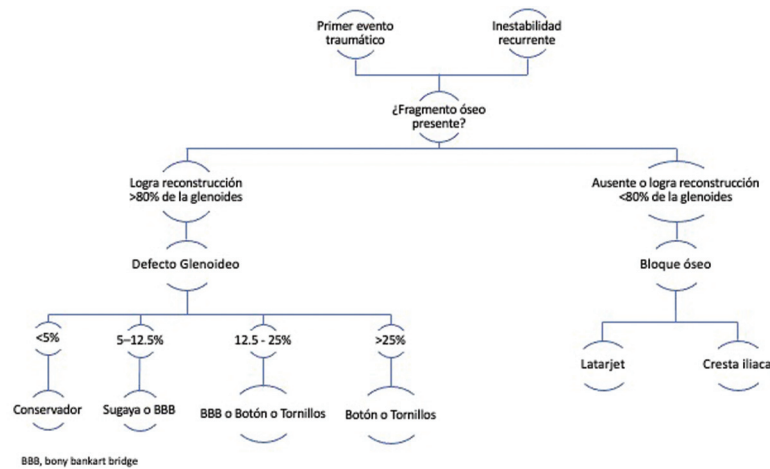 Primer evento
traumático
Inestabilidad
recurrente
¿Fragmento óseo
presente?
Logra reconstrucción
>80% de la glenoides
Ausente o logra reconstrucción
<80% de la glenoides
Defecto Glenoideo
Bloque óseo
<5%
5–12.5%
12.5 - 25%
>25%
Latarjet
Cresta iliaca
Conservador
Sugaya o BBB
BBB o Botón o Tornillos
Botón o Tornillos
BBB, bony bankart bridge